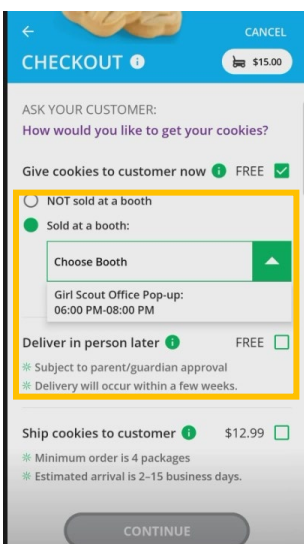 CANCEL
CHECKOUT
$15.00
ASK YOUR CUSTOMER:
How would you like to get your cookies?
Give cookies to customer now FREE
NOT sold at a booth
Sold at a booth:
Choose Booth
Girl Scout Office Pop-up:
06:00 PM-08:00 PM
Deliver in person later FREE
Subject to parent/guardian approval
Delivery will occur within a few weeks.
Ship cookies to customer $12.99
Minimum order is 4 packages
Estimated arrival is 2–15 business days.
CONTINUE